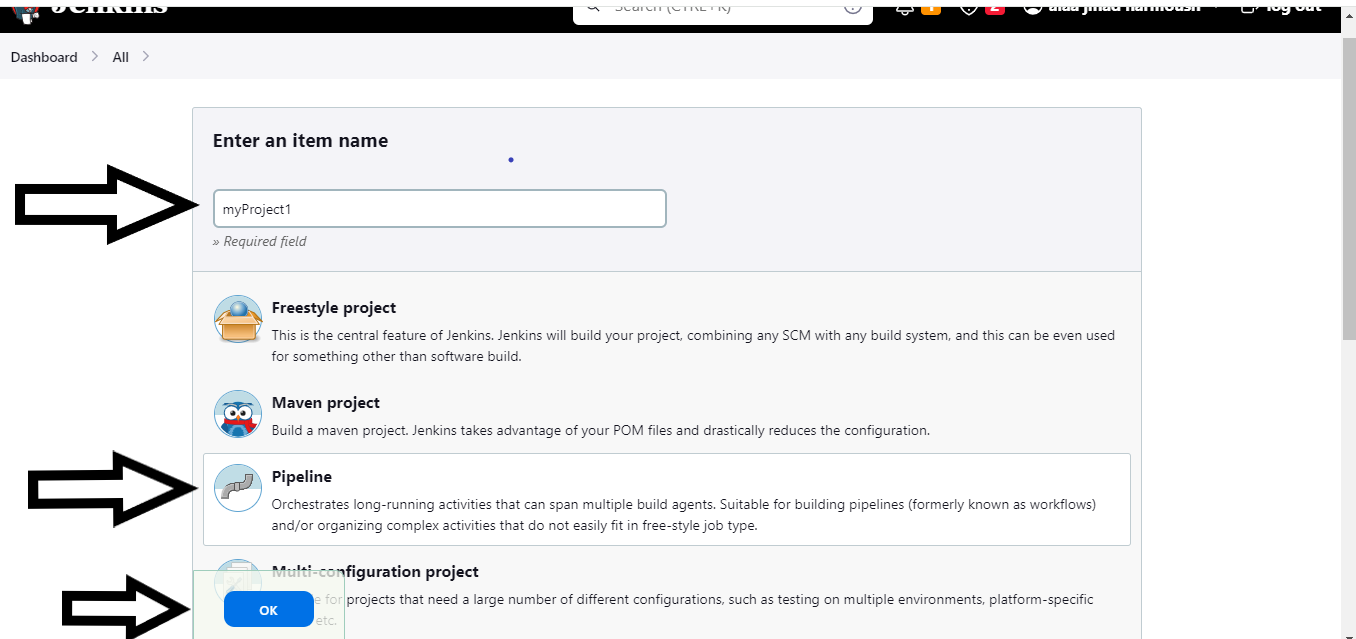 Jenkins
Search (CTRL+K)
1
2
alaa jihad harmoush
log out
Dashboard
All
Enter an item name
myProject1
» Required field
Freestyle project
This is the central feature of Jenkins. Jenkins will build your project, combining any SCM with any build system, and this can be even used
for something other than software build.
Maven project
Build a maven project. Jenkins takes advantage of your POM files and drastically reduces the configuration.
Pipeline
Orchestrates long-running activities that can span multiple build agents. Suitable for building pipelines (formerly known as workflows)
and/or organizing complex activities that do not easily fit in free-style job type.
Multi-configuration project
for projects that need a large number of different configurations, such as testing on multiple environments, platform-specific
etc.
OK